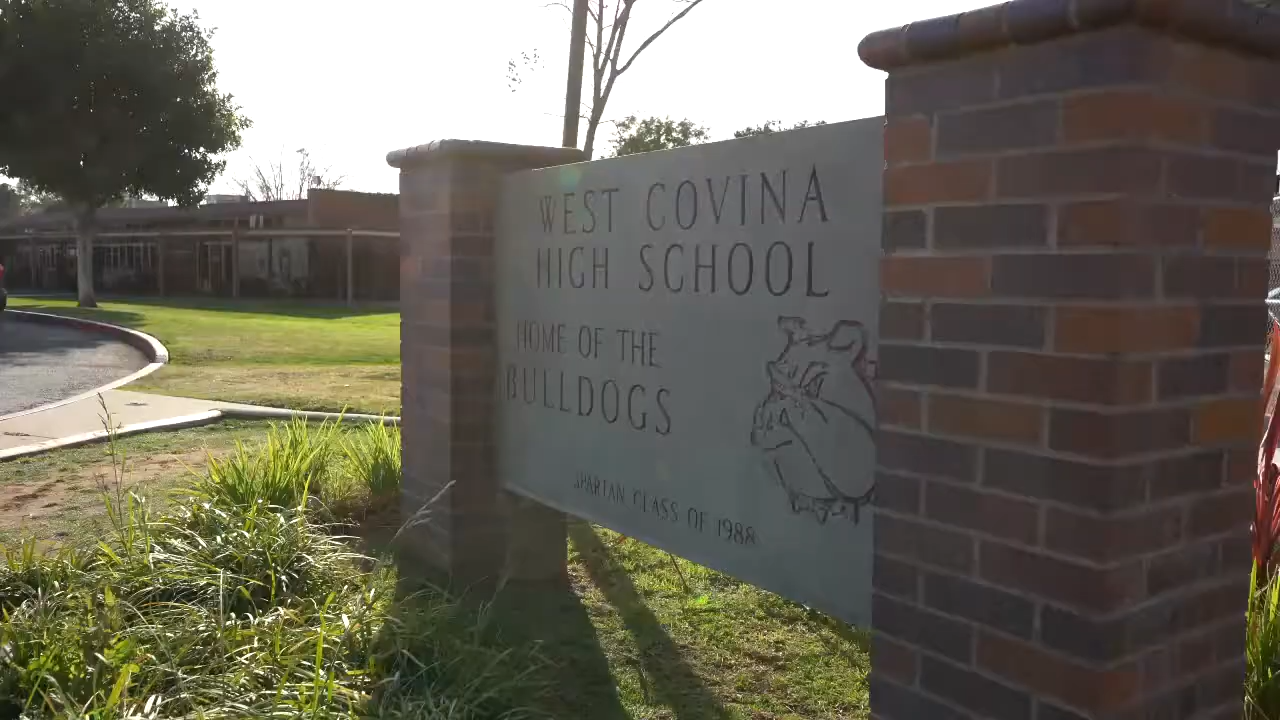 WEST COVINA
HIGH SCHOOL
HOME OF THE
BULLDOGS
SPARTAN CLASS OF 1988